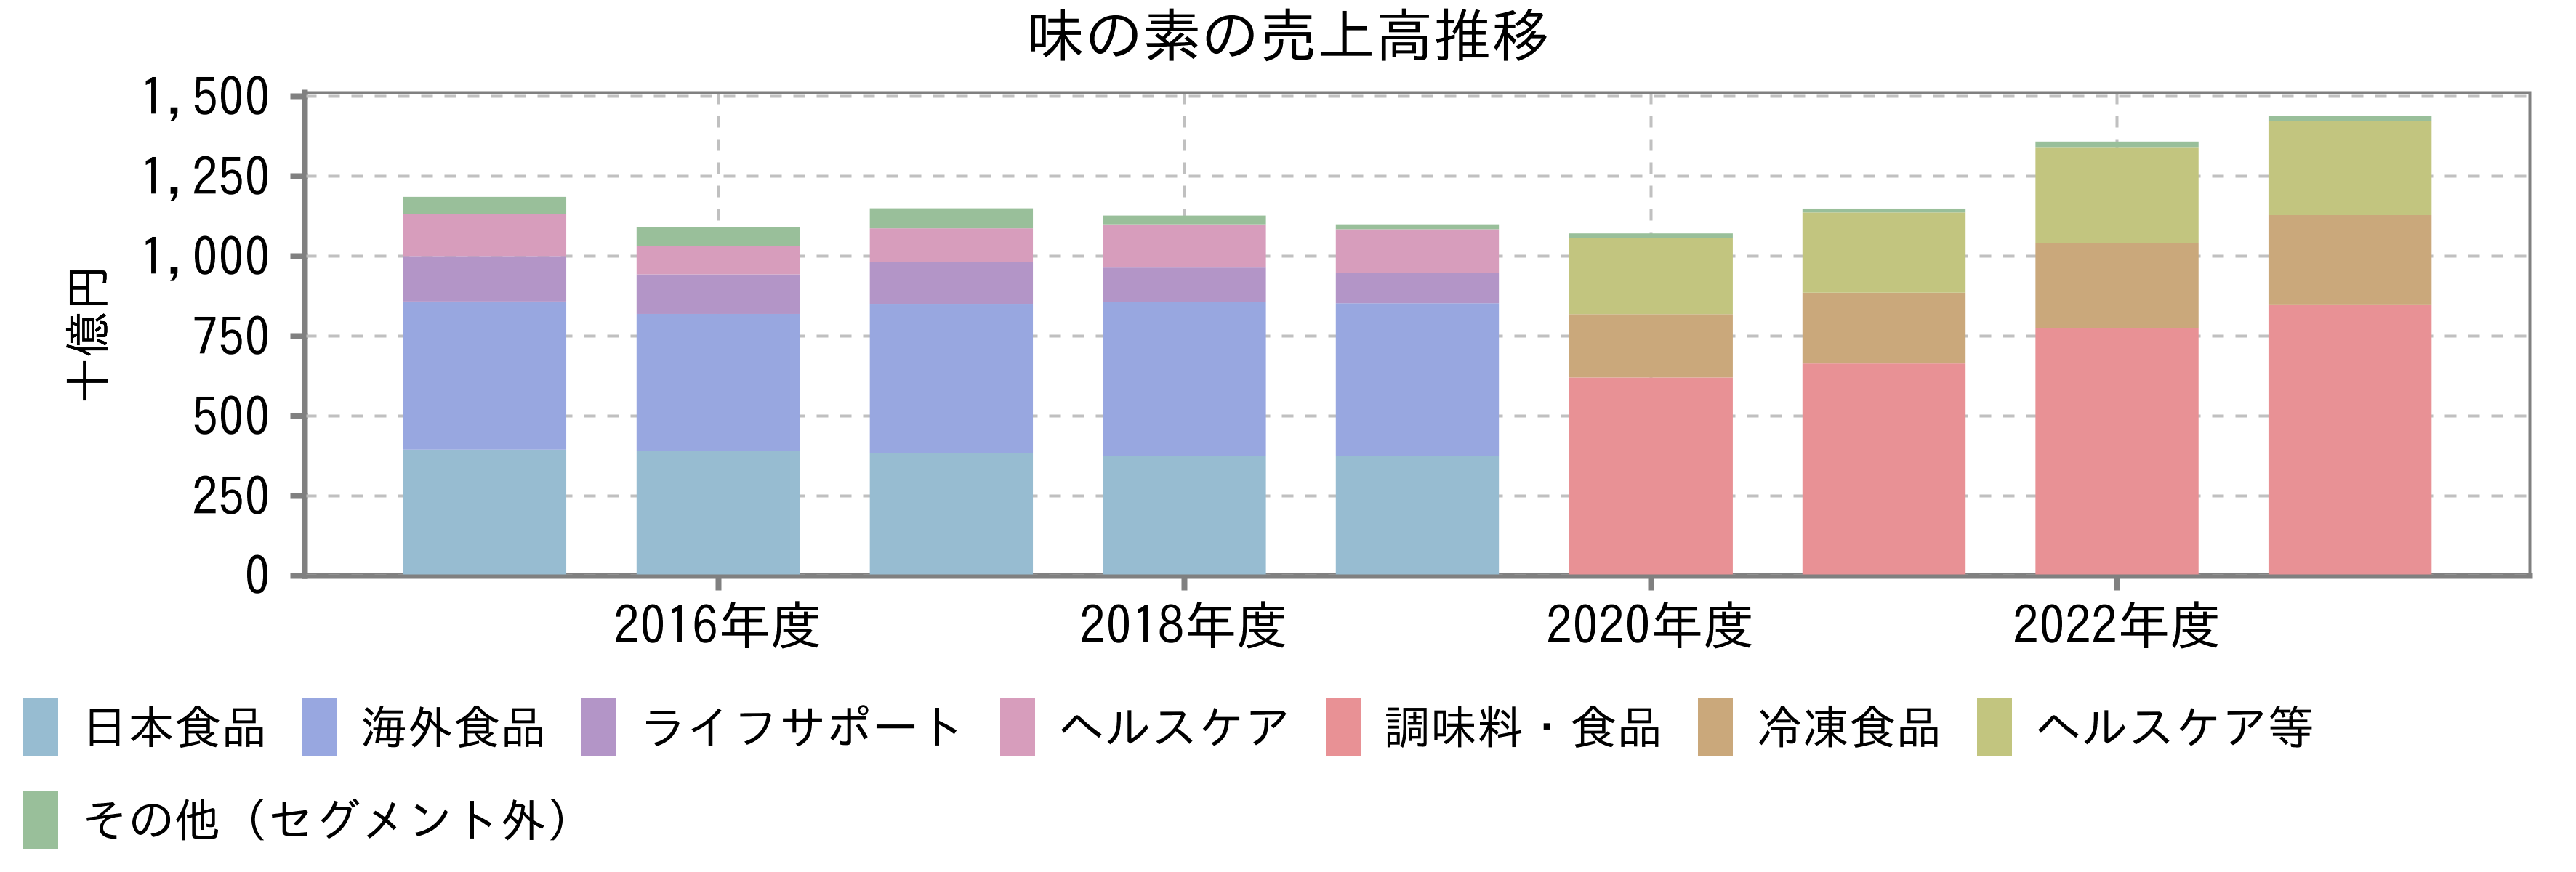 味の素の売上高推移
1,500
1,250
1,000
750
500
250
0
十億円
2016年度 2018年度 2020年度 2022年度
日本食品 海外食品 ライフサポート ヘルスケア 調味料・食品 冷凍食品 ヘルスケア等
その他（セグメント外）